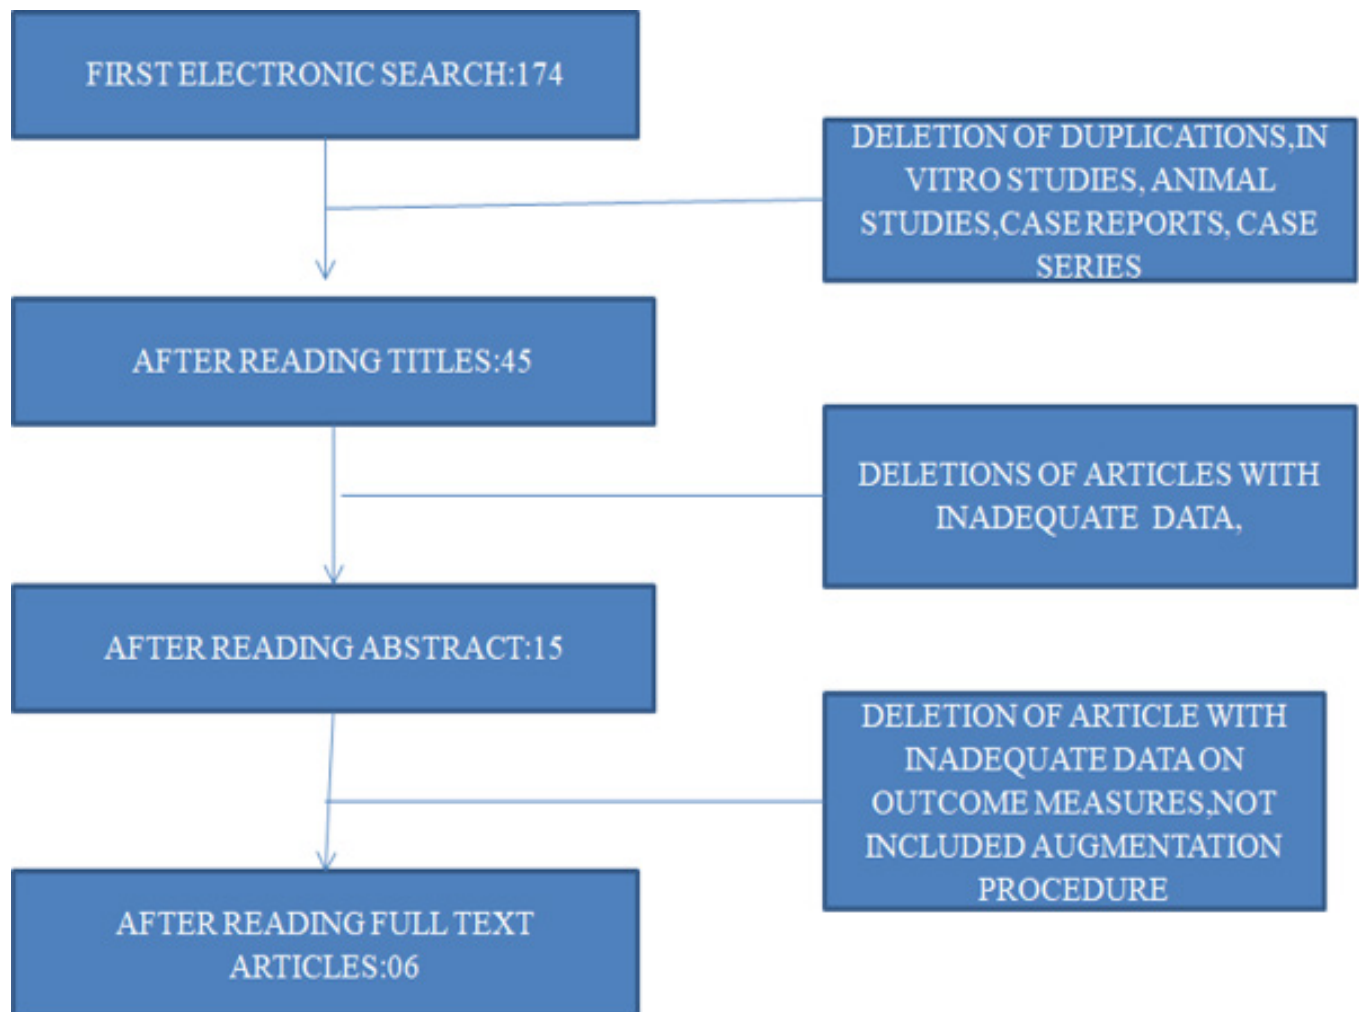 FIRST ELECTRONIC SEARCH:174
DELETION OF DUPLICATIONS,IN
VITRO STUDIES, ANIMAL
STUDIES,CASE REPORTS, CASE
SERIES
AFTER READING TITLES:45
DELETIONS OF ARTICLES WITH
INADEQUATE DATA,
AFTER READING ABSTRACT:15
DELETION OF ARTICLE WITH
INADEQUATE DATA ON
OUTCOME MEASURES,NOT
INCLUDED AUGMENTATION
PROCEDURE
AFTER READING FULL TEXT
ARTICLES:06